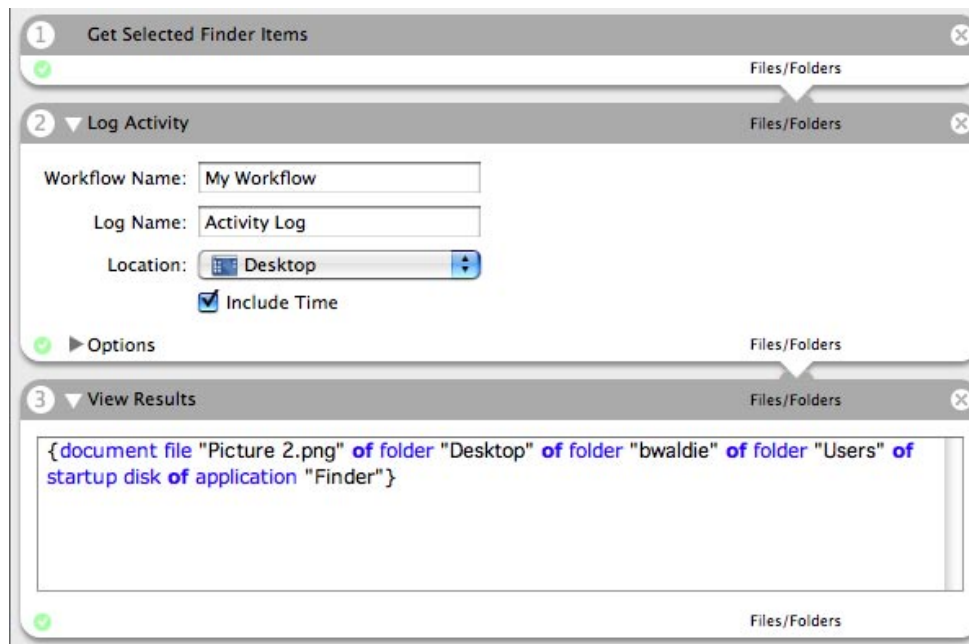 1 Get Selected Finder Items
Files/Folders
2 Log Activity Files/Folders
Workflow Name: My Workflow
Log Name: Activity Log
Location: Desktop
Include Time
Options Files/Folders
3 View Results Files/Folders
{document file "Picture 2.png" of folder "Desktop" of folder "bwaldie" of folder "Users" of
startup disk of application "Finder"}
Files/Folders